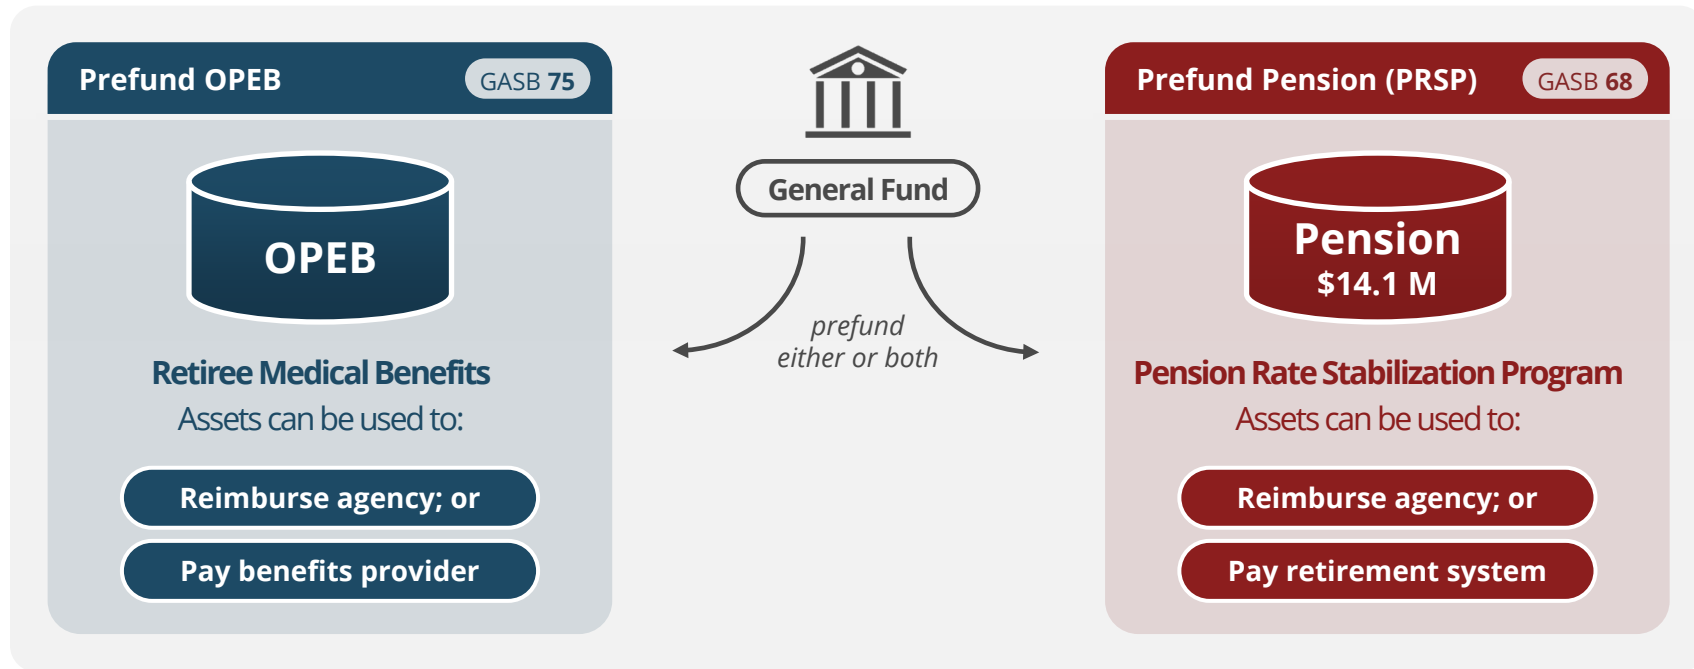 Prefund OPEB
GASB 75
OPEB
Retiree Medical Benefits
Assets can be used to:
Reimburse agency; or
Pay benefits provider
General Fund
prefund
either or both
Prefund Pension (PRSP)
GASB 68
Pension
$14.1 M
Pension Rate Stabilization Program
Assets can be used to:
Reimburse agency; or
Pay retirement system